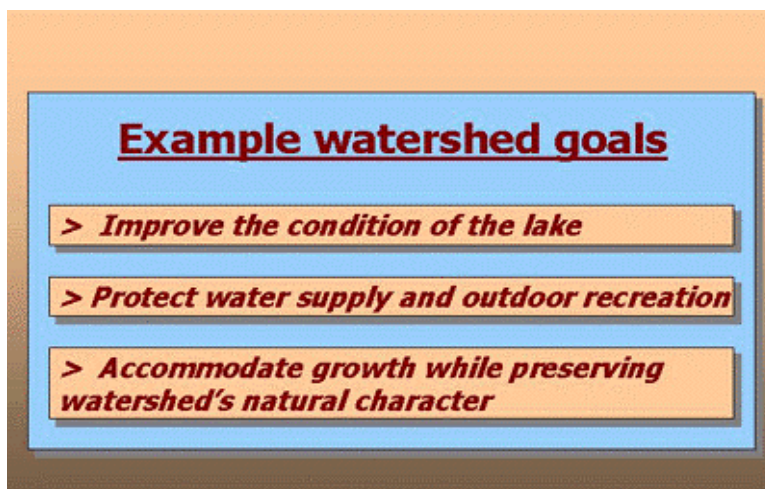 Example watershed goals
> Improve the condition of the lake
> Protect water supply and outdoor recreation
> Accommodate growth while preserving
watershed's natural character